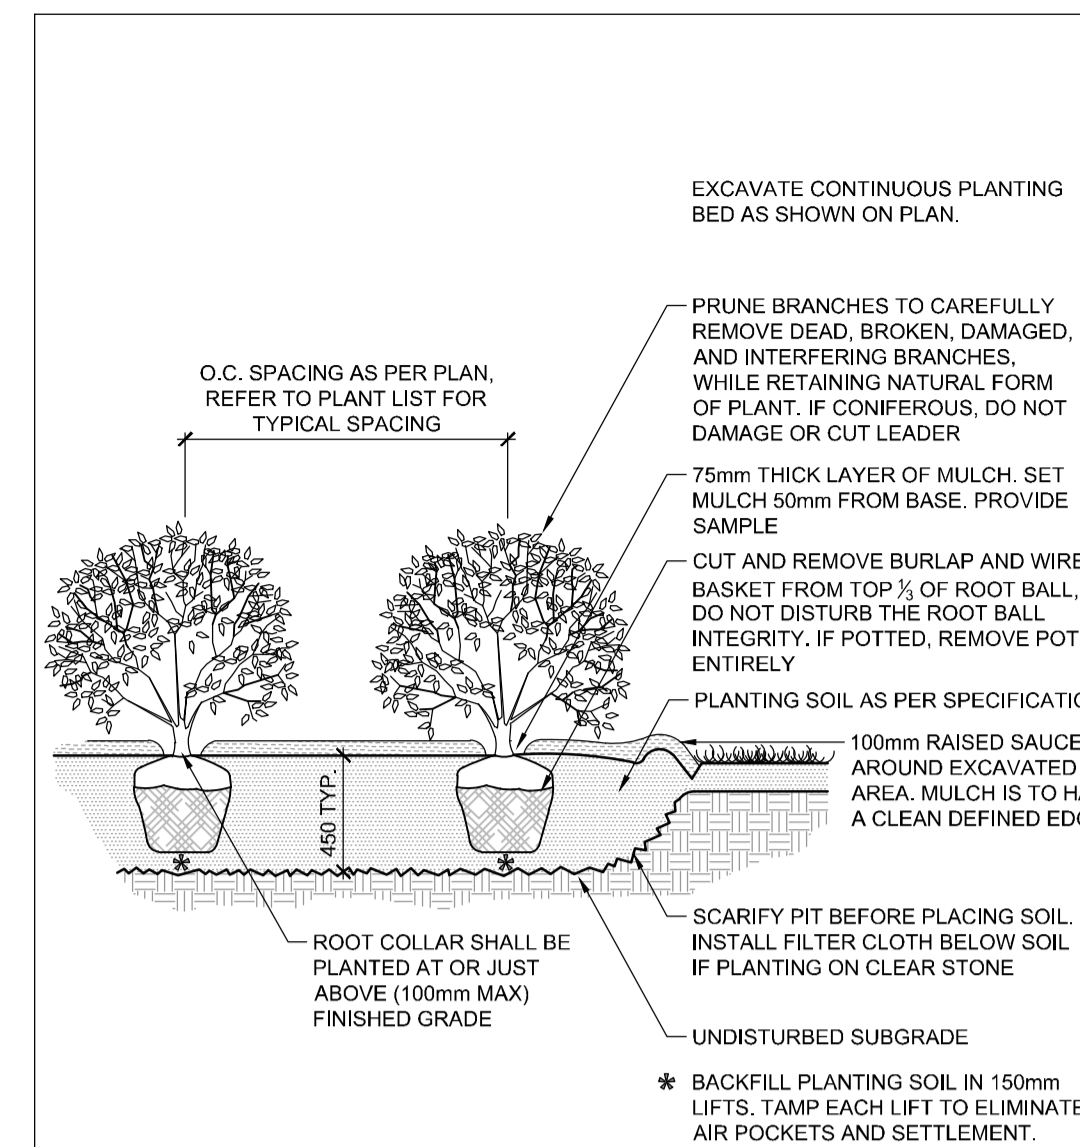 EXCAVATE CONTINUOUS PLANTING
BED AS SHOWN ON PLAN.
PRUNE BRANCHES TO CAREFULLY
REMOVE DEAD, BROKEN, DAMAGED,
AND INTERFERING BRANCHES,
WHILE RETAINING NATURAL FORM
OF PLANT. IF CONIFEROUS, DO NOT
DAMAGE OR CUT LEADER
O.C. SPACING AS PER PLAN,
REFER TO PLANT LIST FOR
TYPICAL SPACING
75mm THICK LAYER OF MULCH. SET
MULCH 50mm FROM BASE. PROVIDE
SAMPLE
CUT AND REMOVE BURLAP AND WIRE
BASKET FROM TOP ⅓ OF ROOT BALL,
DO NOT DISTURB THE ROOT BALL
INTEGRITY. IF POTTED, REMOVE POT
ENTIRELY
PLANTING SOIL AS PER
100mm RAISED
AROUND EXCAVATED
AREA. MULCH IS TO
A CLEAN DEFINED
450 TYP.
SCARIFY PIT BEFORE PLACING SOIL.
INSTALL FILTER CLOTH BELOW SOIL
IF PLANTING ON CLEAR STONE
ROOT COLLAR SHALL BE
PLANTED AT OR JUST
ABOVE (100mm MAX)
FINISHED GRADE
UNDISTURBED SUBGRADE
* BACKFILL PLANTING SOIL IN 150mm
LIFTS. TAMP EACH LIFT TO ELIMINATE
AIR POCKETS AND SETTLEMENT.